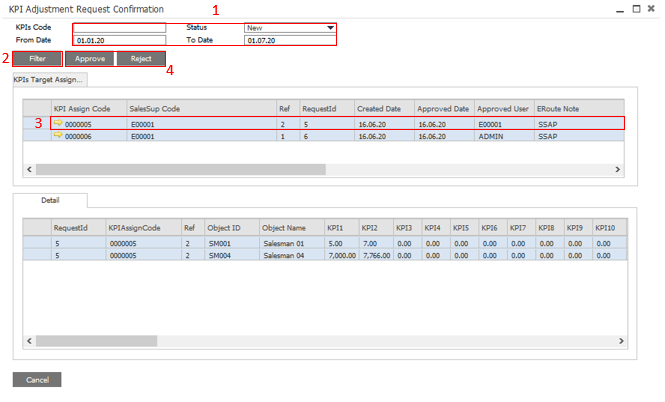 KPI Adjustment Request Confirmation
1
KPIs Code Status New
From Date 01.01.20 To Date 01.07.20
2 Filter Approve Reject 4
KPIs Target Assign...
KPI Assign Code SalesSup Code Ref RequestId Created Date Approved Date Approved User ERoute Note
3 0000005 E00001 2 5 16.06.20 16.06.20 E00001 SSAP
0000006 E00001 1 6 16.06.20 16.06.20 ADMIN SSAP
Detail
RequestId KPIAssignCode Ref Object ID Object Name KPI1 KPI2 KPI3 KPI4 KPI5 KPI6 KPI7 KPI8 KPI9 KPI10
5 0000005 2 SM001 Salesman 01 5.00 7.00 0.00 0.00 0.00 0.00 0.00 0.00 0.00 0.00
5 0000005 2 SM004 Salesman 04 7,000.00 7,766.00 0.00 0.00 0.00 0.00 0.00 0.00 0.00 0.00
Cancel